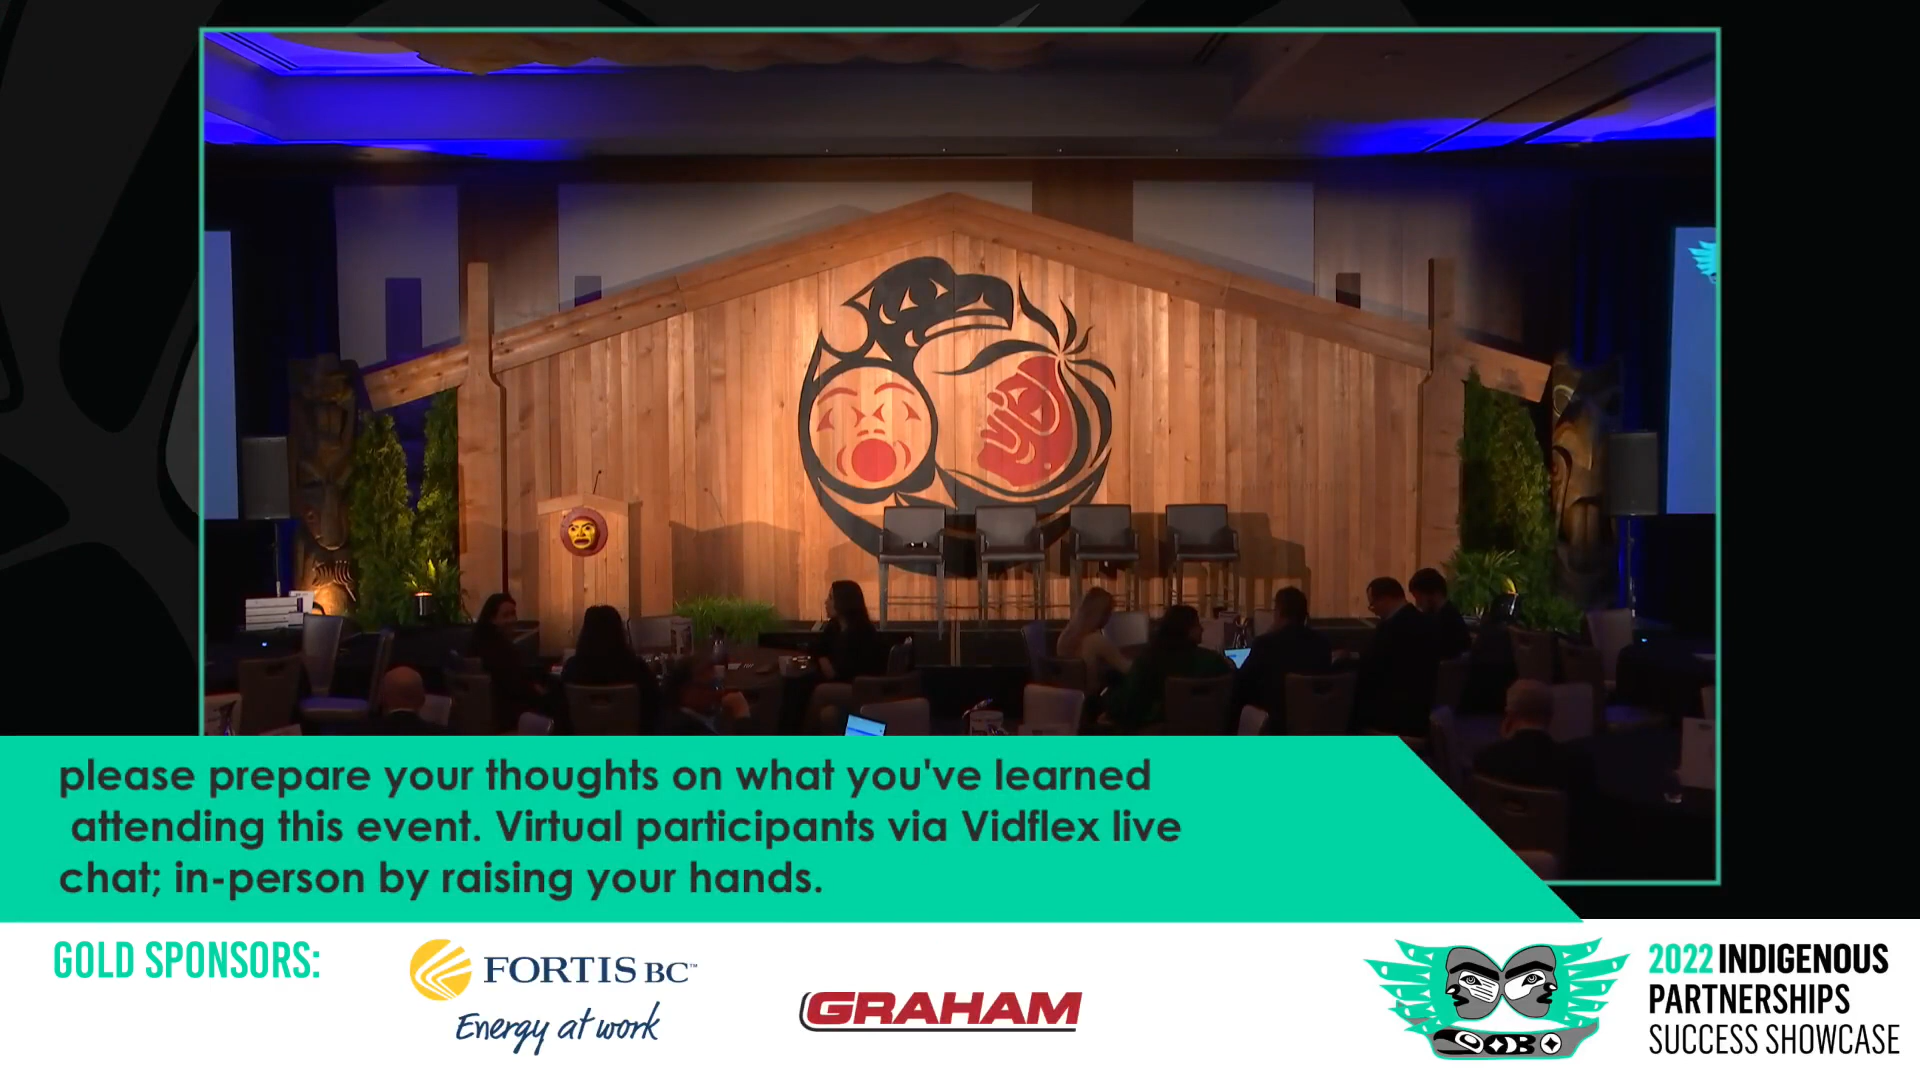 please prepare your thoughts on what you've learned
attending this event. Virtual participants via Vidflex live
chat; in-person by raising your hands.
GOLD SPONSORS:
FORTIS BC™
Energy at work
GRAHAM
2022 INDIGENOUS
PARTNERSHIPS
SUCCESS SHOWCASE